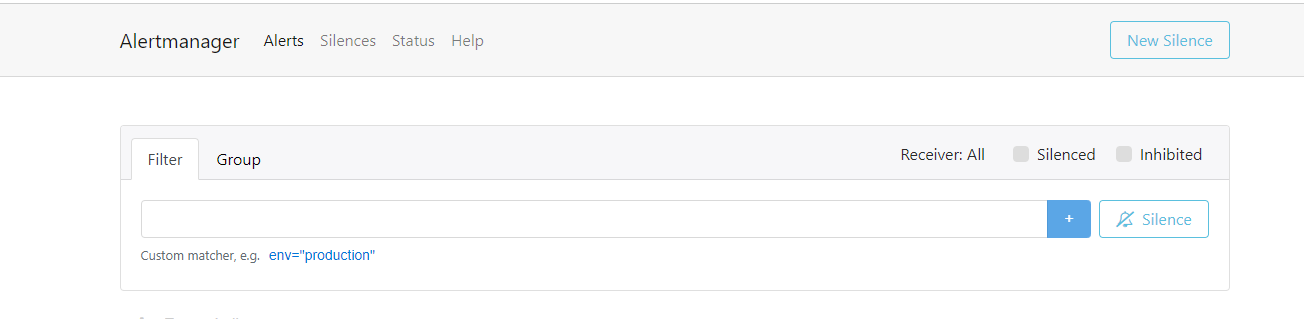 Alertmanager Alerts Silences Status Help New Silence
Filter Group Receiver: All Silenced Inhibited
+ Silence
Custom matcher, e.g. env="production"